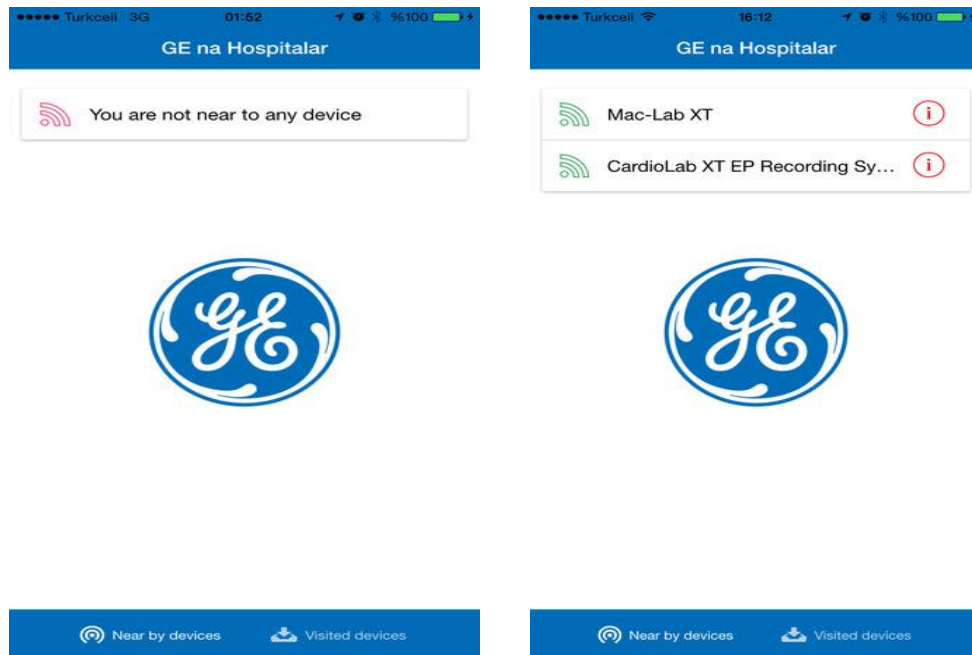 Turkcell 3G 01:52 %100
GE na Hospitalar
You are not near to any device
GE
Near by devices Visited devices
Turkcell 16:12 %100
GE na Hospitalar
Mac-Lab XT i
CardioLab XT EP Recording Sy... i
GE
Near by devices Visited devices